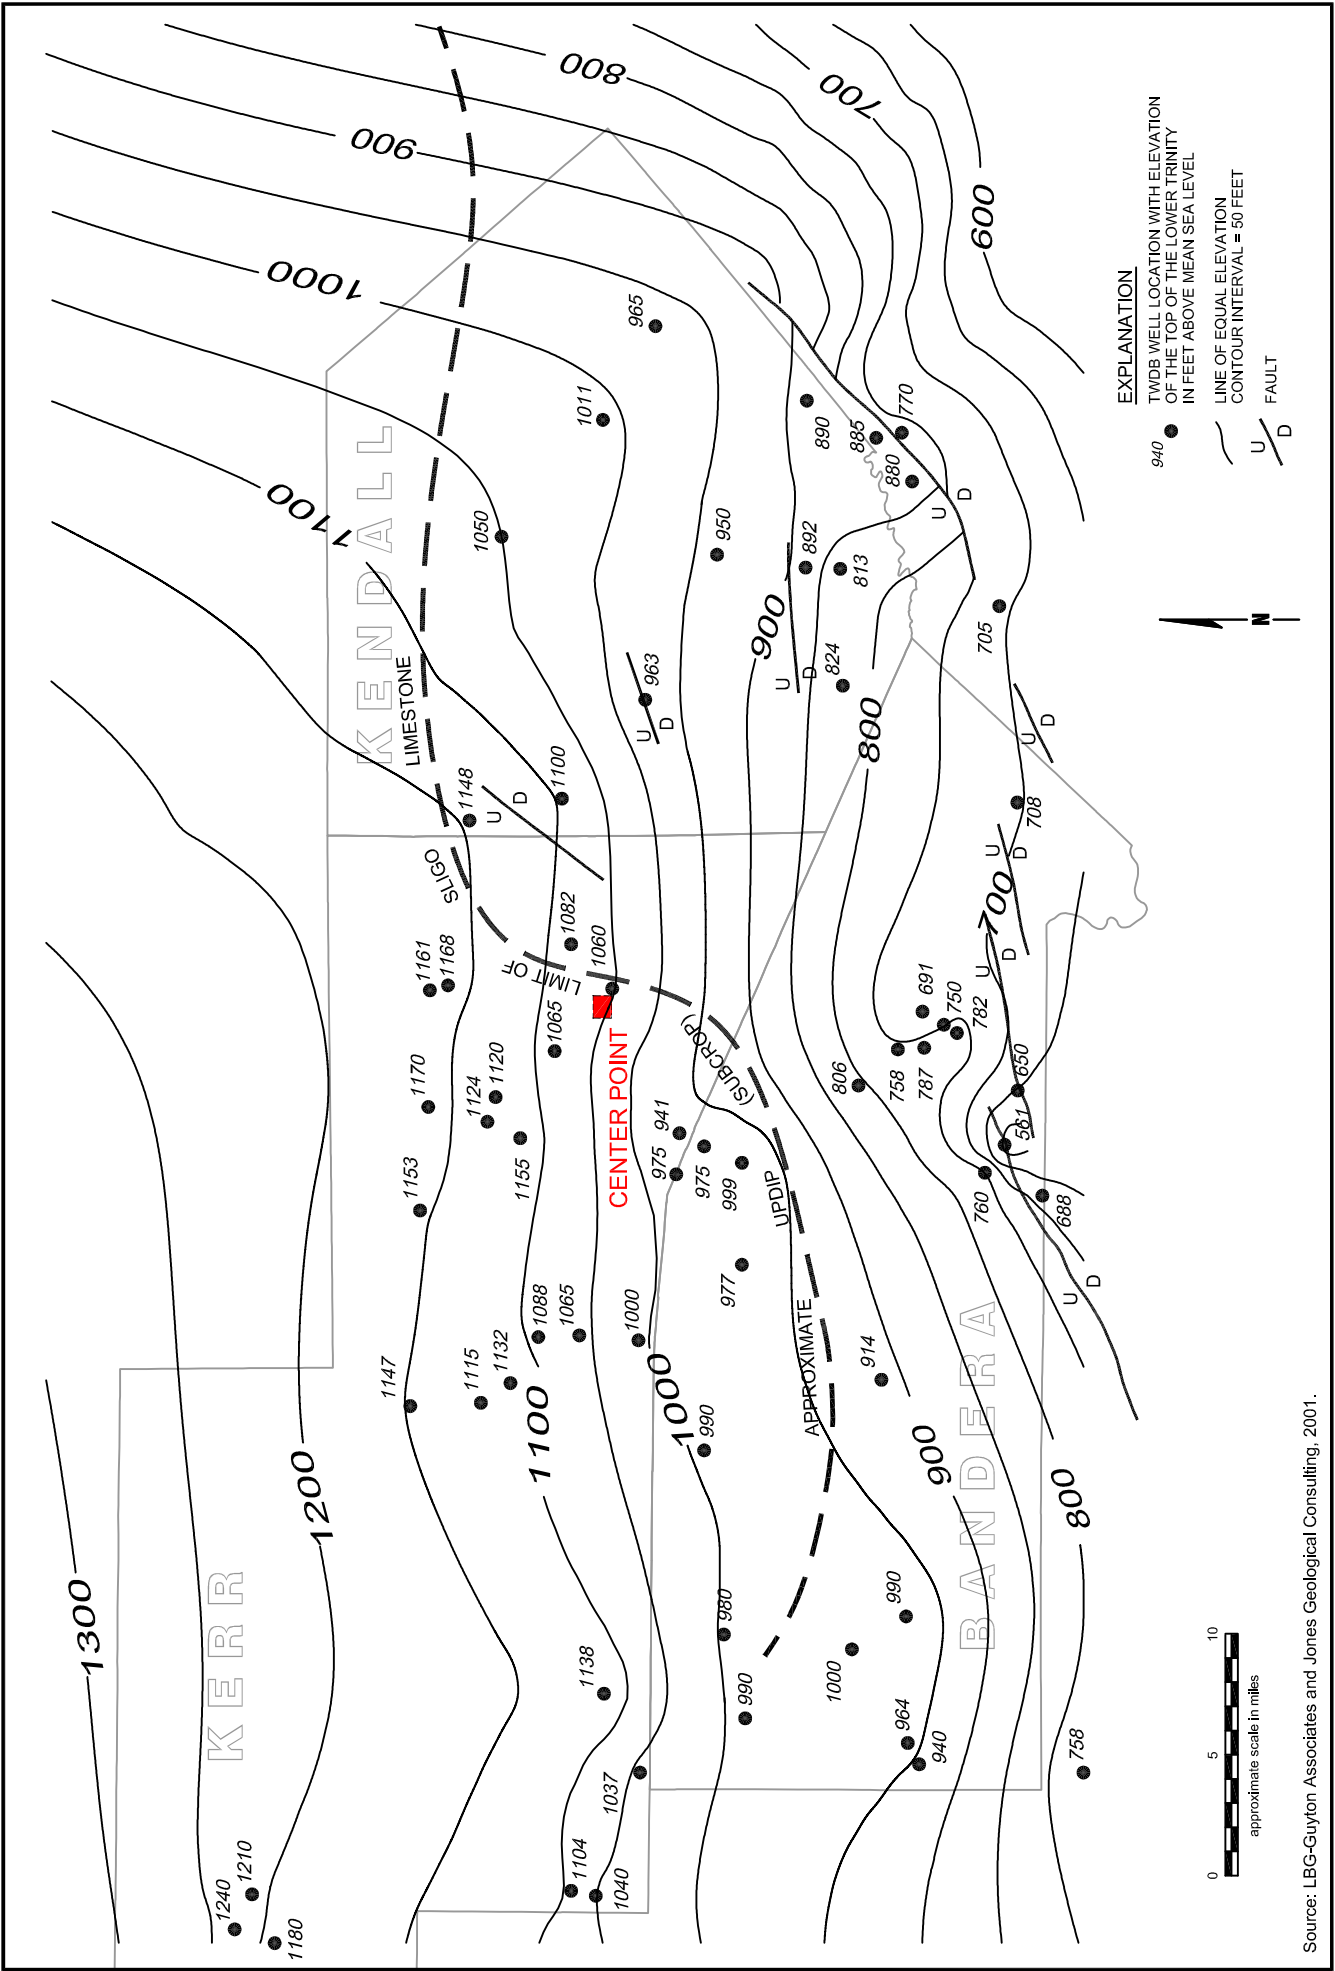 1300
1200
1100
1000
900
800
1100
1000
900
800
700
600
900
800
700
KERR
KENDALL
BANDERA
SLIGO
LIMESTONE
LIMIT OF
(SUBCROP)
UPDIP
APPROXIMATE
CENTER POINT
1240
1210
1180
1104
1040
1037
1138
1147
1115
1132
1088
1065
1000
1153
1170
1124
1120
1155
1161
1168
1065
1082
1060
1148
1100
1050
1011
965
963
950
892
813
824
890
885
880
770
705
708
941
975
975
999
977
990
980
990
1000
990
964
940
914
806
758
787
691
750
782
650
561
760
688
758
U
D
U
D
U
D
U
D
U
D
U
D
U
D
U
D
N
EXPLANATION
940
TWDB WELL LOCATION WITH ELEVATION
OF THE TOP OF THE LOWER TRINITY
IN FEET ABOVE MEAN SEA LEVEL
LINE OF EQUAL ELEVATION
CONTOUR INTERVAL = 50 FEET
U
D
FAULT
0 5 10
approximate scale in miles
Source: LBG-Guyton Associates and Jones Geological Consulting, 2001.